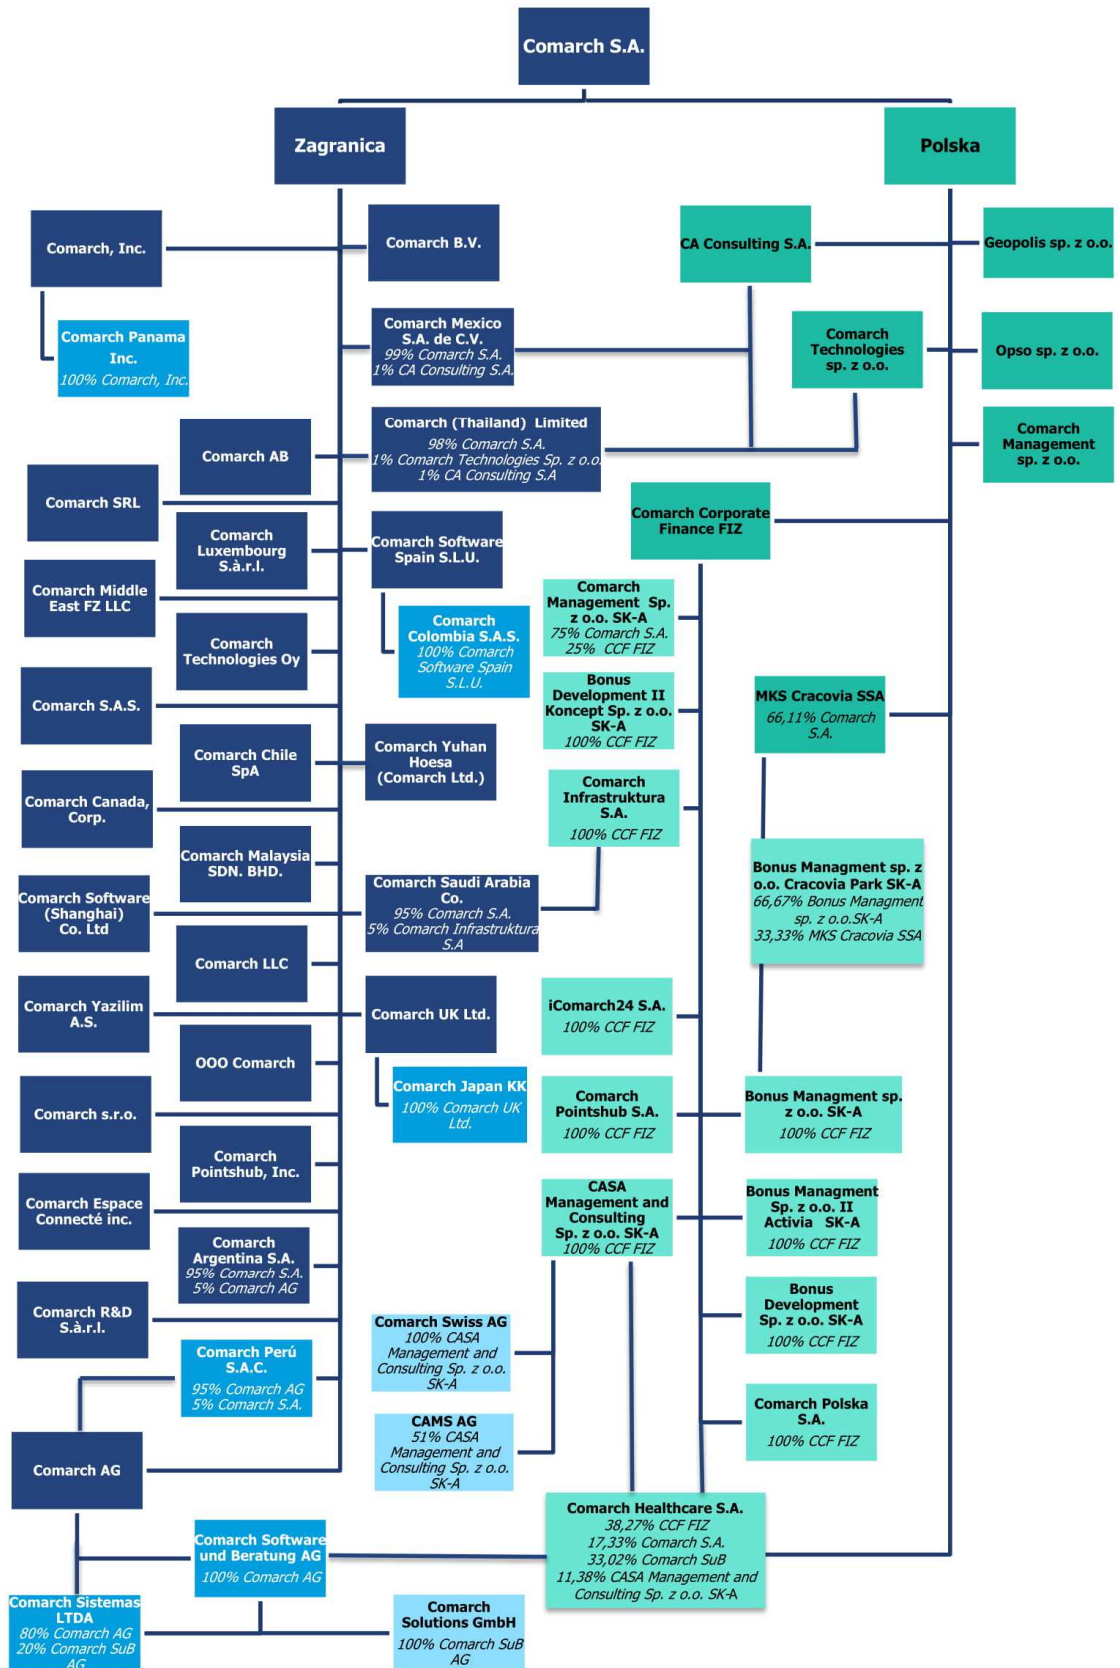 Comarch S.A.
Zagranica
Polska
Comarch, Inc.
Comarch B.V.
CA Consulting S.A.
Geopolis sp. z o.o.
Comarch Panama
Inc.
100% Comarch, Inc.
Comarch Mexico
S.A. de C.V.
99% Comarch S.A.
1% CA Consulting S.A.
Comarch
Technologies
sp. z o.o.
Opso sp. z o.o.
Comarch AB
Comarch (Thailand) Limited
98% Comarch S.A.
1% Comarch Technologies Sp. z o.o.
1% CA Consulting S.A
Comarch
Management
sp. z o.o.
Comarch SRL
Comarch
Luxembourg
S.à.r.l.
Comarch Software
Spain S.L.U.
Comarch Corporate
Finance FIZ
Comarch Middle
East FZ LLC
Comarch
Technologies Oy
Comarch
Colombia S.A.S.
100% Comarch
Software Spain
S.L.U.
Comarch
Management Sp.
z o.o. SK-A
75% Comarch S.A.
25% CCF FIZ
Comarch S.A.S.
Bonus
Development II
Koncept Sp. z o.o.
SK-A
100% CCF FIZ
MKS Cracovia SSA
66,11% Comarch
S.A.
Comarch Chile
SpA
Comarch Yuhan
Hoesa
(Comarch Ltd.)
Comarch Canada,
Corp.
Comarch
Infrastruktura
S.A.
100% CCF FIZ
Comarch Malaysia
SDN. BHD.
Comarch Software
(Shanghai)
Co. Ltd
Comarch Saudi Arabia
Co.
95% Comarch S.A.
5% Comarch Infrastruktura
S.A
Bonus Managment sp. z
o.o. Cracovia Park SK-A
66,67% Bonus Managment
sp. z o.o.SK-A
33,33% MKS Cracovia SSA
Comarch LLC
Comarch Yazilim
A.S.
Comarch UK Ltd.
iComarch24 S.A.
100% CCF FIZ
OOO Comarch
Comarch s.r.o.
Comarch Japan KK
100% Comarch UK
Ltd.
Comarch
Pointshub S.A.
100% CCF FIZ
Bonus Managment sp.
z o.o. SK-A
100% CCF FIZ
Comarch
Pointshub, Inc.
Comarch Espace
Connecté inc.
CASA
Management and
Consulting
Sp. z o.o. SK-A
100% CCF FIZ
Bonus Managment
Sp. z o.o. II
Activia SK-A
100% CCF FIZ
Comarch
Argentina S.A.
95% Comarch S.A.
5% Comarch AG
Comarch R&D
S.à.r.l.
Comarch Swiss AG
100% CASA
Management and
Consulting Sp. z o.o.
SK-A
Bonus
Development
Sp. z o.o. SK-A
100% CCF FIZ
Comarch Perú
S.A.C.
95% Comarch AG
5% Comarch S.A.
CAMS AG
51% CASA
Management and
Consulting Sp. z o.o.
SK-A
Comarch Polska
S.A.
100% CCF FIZ
Comarch AG
Comarch Healthcare S.A.
38,27% CCF FIZ
17,33% Comarch S.A.
33,02% Comarch SuB
11,38% CASA Management and
Consulting Sp. z o.o. SK-A
Comarch Software
und Beratung AG
100% Comarch AG
Comarch Sistemas
LTDA
80% Comarch AG
20% Comarch SuB
AG
Comarch
Solutions GmbH
100% Comarch SuB
AG